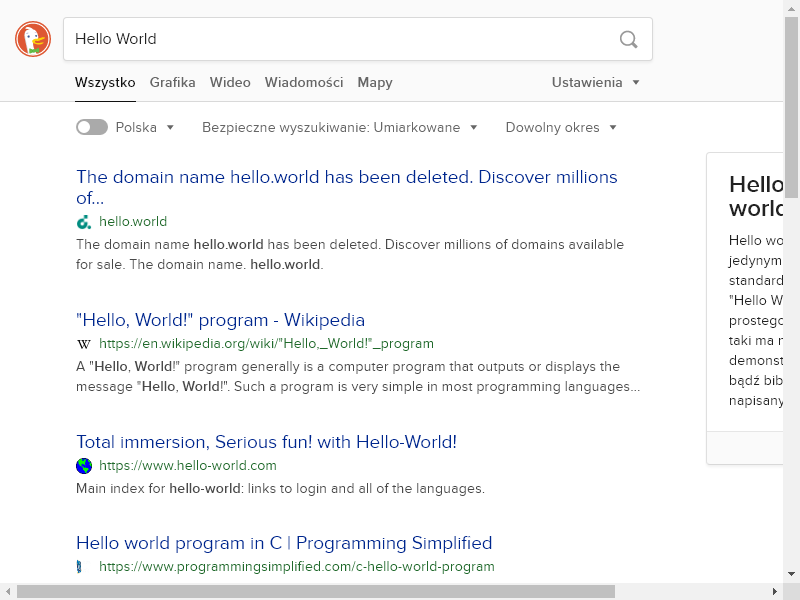 Hello World
Wszystko Grafika Wideo Wiadomości Mapy Ustawienia
Polska Bezpieczne wyszukiwanie: Umiarkowane Dowolny okres
The domain name hello.world has been deleted. Discover millions
of...
hello.world
The domain name hello.world has been deleted. Discover millions of domains available
for sale. The domain name. hello.world.
"Hello, World!" program - Wikipedia
W https://en.wikipedia.org/wiki/"Hello,_World!"_program
A "Hello, World!" program generally is a computer program that outputs or displays the
message "Hello, World!". Such a program is very simple in most programming languages...
Total immersion, Serious fun! with Hello-World!
https://www.hello-world.com
Main index for hello-world: links to login and all of the languages.
Hello world program in C | Programming Simplified
https://www.programmingsimplified.com/c-hello-world-program
Hello
world
Hello wo
jedynym
standard
"Hello W
prostego
taki ma
demonst
bądź bib
napisany